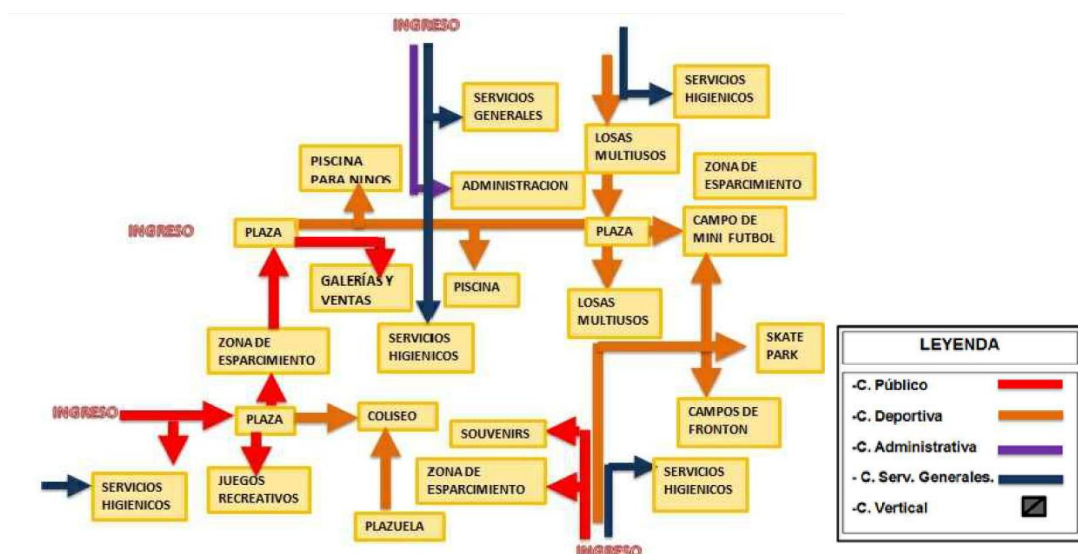 INGRESO
SERVICIOS
HIGIENICOS
SERVICIOS
GENERALES
LOSAS
MULTIUSOS
PISCINA
PARA NINOS
ZONA DE
ESPARCIMIENTO
ADMINISTRACION
INGRESO
PLAZA
PLAZA
CAMPO DE
MINI FUTBOL
GALERÍAS Y
VENTAS
PISCINA
LOSAS
MULTIUSOS
ZONA DE
ESPARCIMIENTO
SERVICIOS
HIGIENICOS
SKATE
PARK
INGRESO
PLAZA
COLISEO
SOUVENIRS
CAMPOS DE
FRONTON
SERVICIOS
HIGIENICOS
JUEGOS
RECREATIVOS
ZONA DE
ESPARCIMIENTO
SERVICIOS
HIGIENICOS
PLAZUELA
INGRESO
LEYENDA
-C. Público
-C. Deportiva
-C. Administrativa
- C. Serv. Generales.
-C. Vertical